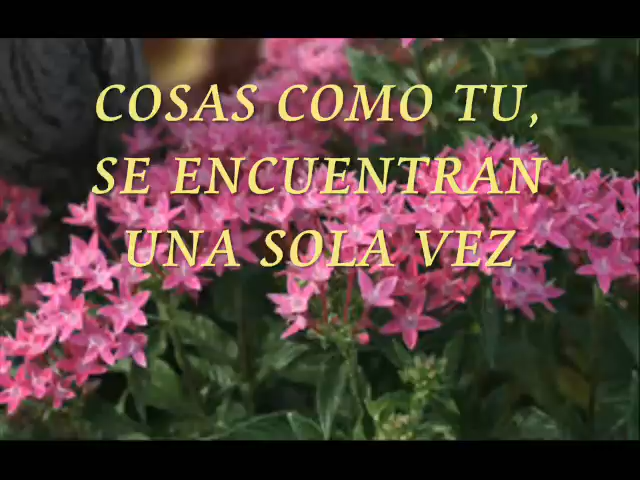 COSAS COMO TU,
SE ENCUENTRAN
UNA SOLA VEZ